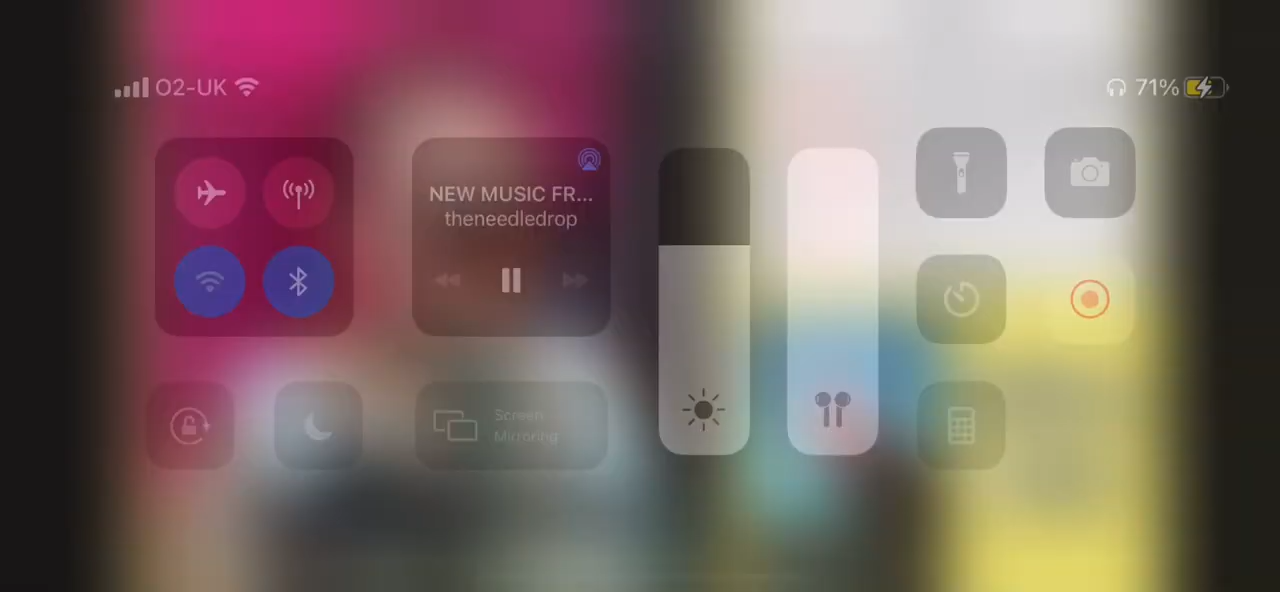 O2-UK
71%
NEW MUSIC FR...
theneedledrop
Screen
Mirroring